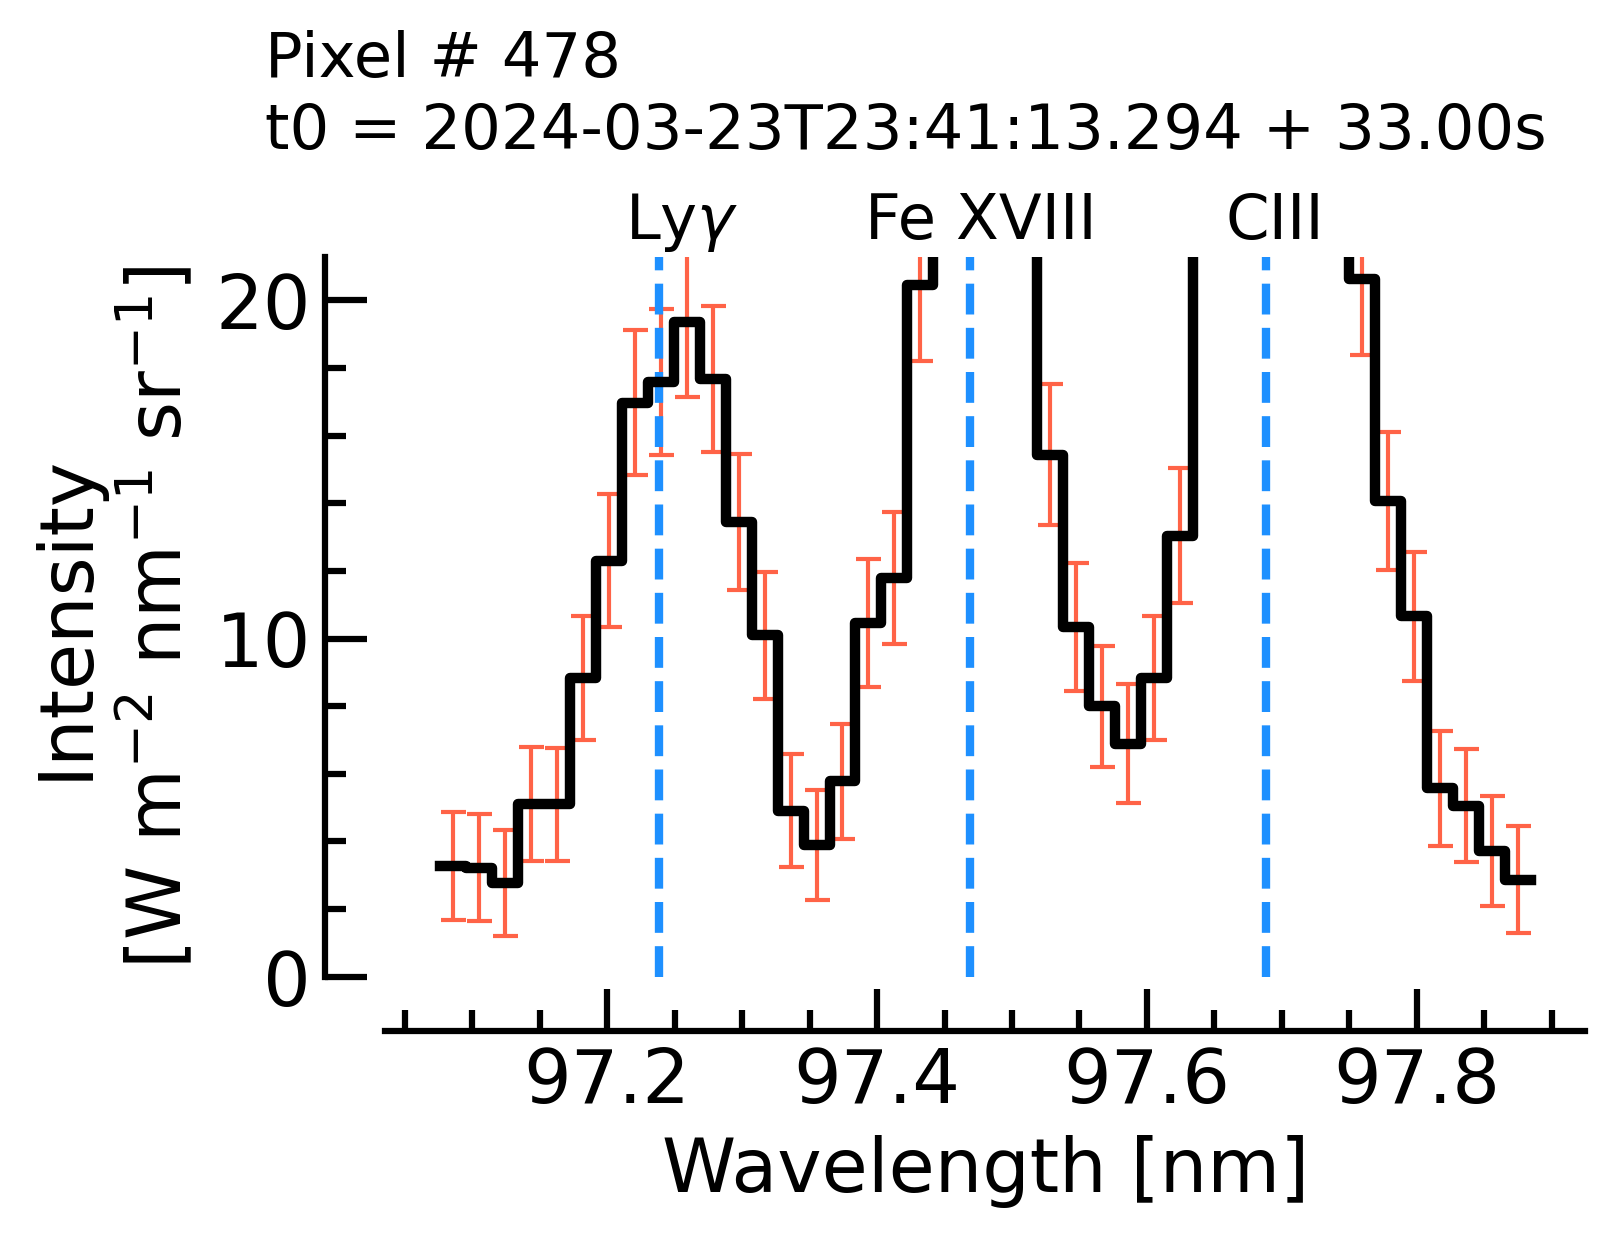 Pixel # 478
t0 = 2024-03-23T23:41:13.294 + 33.00s
Lyγ Fe XVIII CIII
Intensity
[W m⁻² nm⁻¹ sr⁻¹]
20
10
0
97.2 97.4 97.6 97.8
Wavelength [nm]